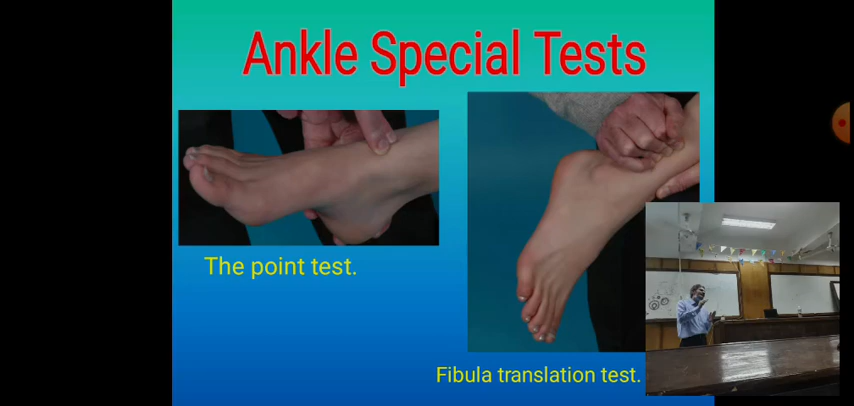 Ankle Special Tests
The point test.
Fibula translation test.